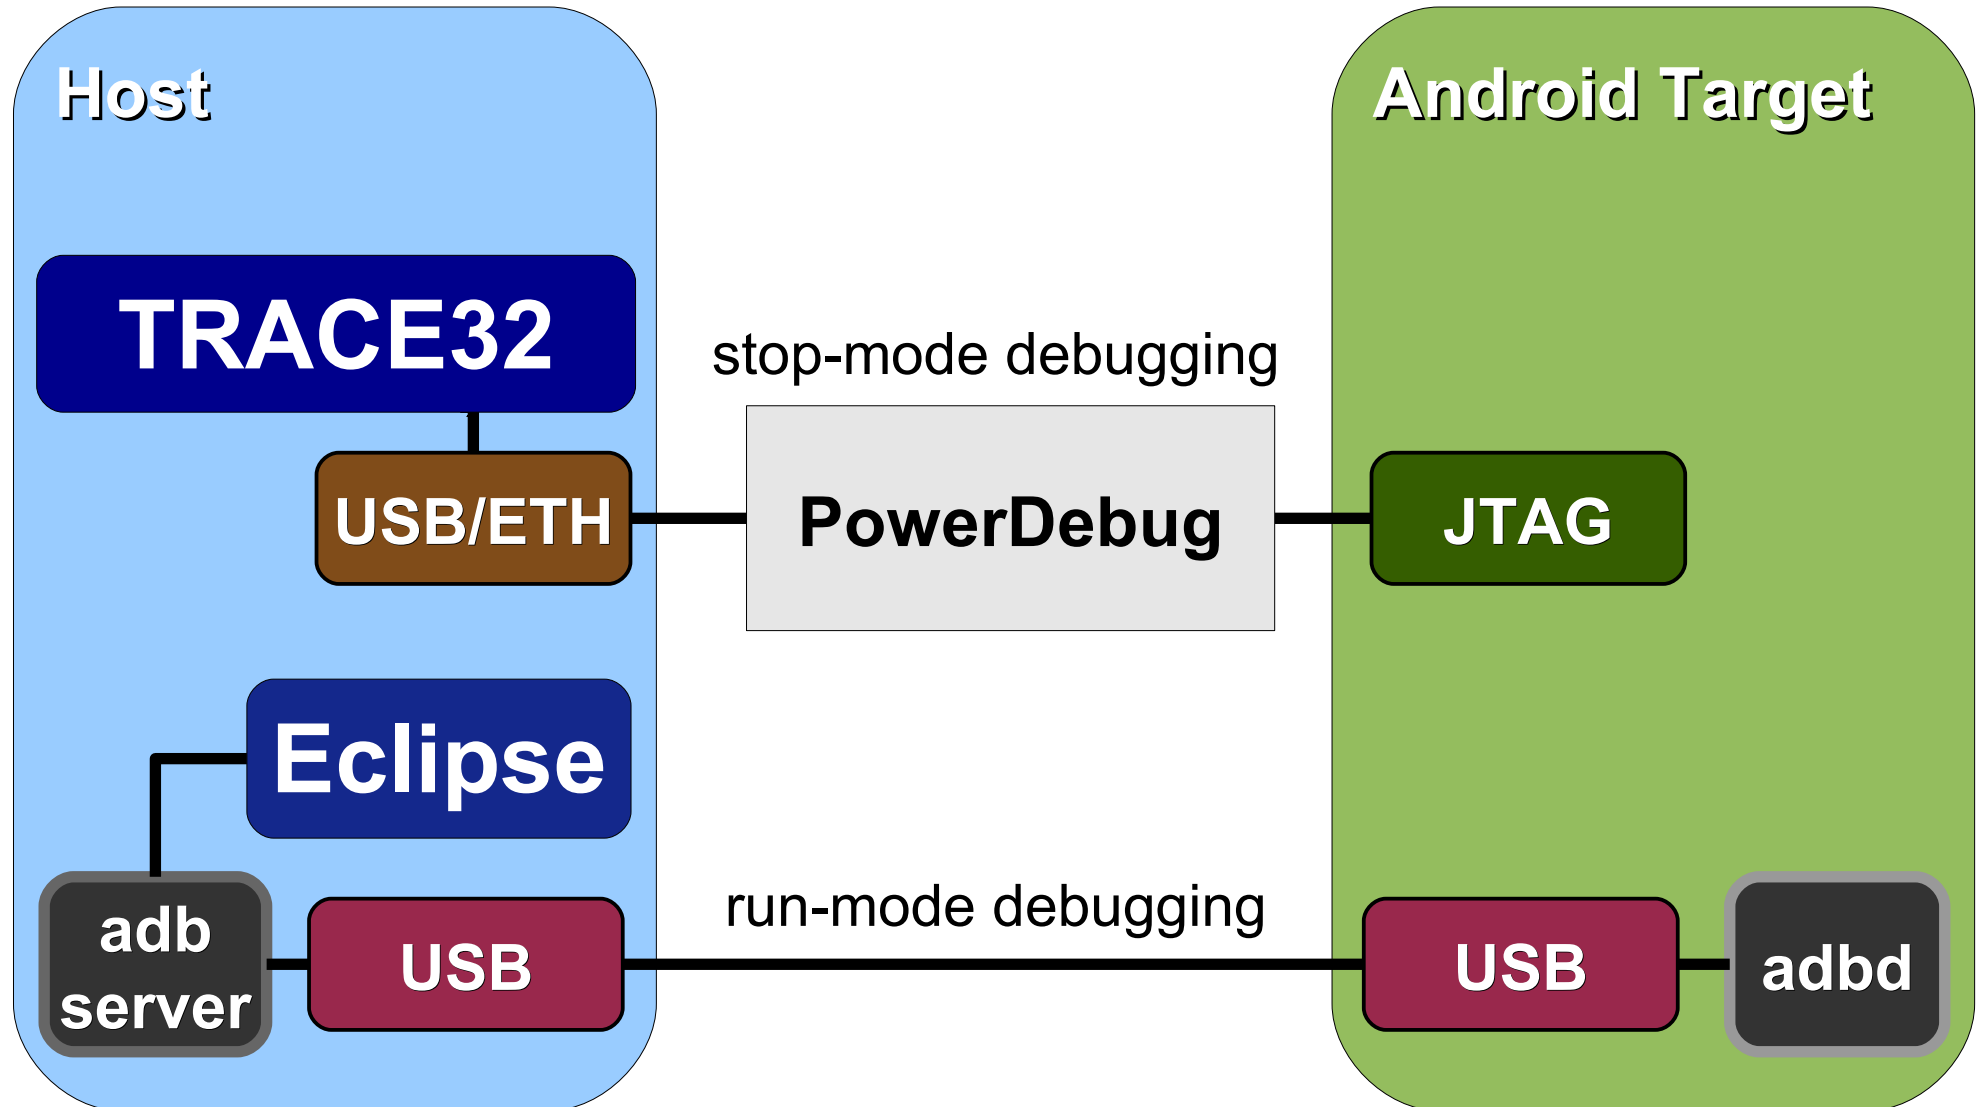 Host
Android Target
TRACE32
stop-mode debugging
USB/ETH
PowerDebug
JTAG
Eclipse
run-mode debugging
adb
server
USB
USB
adbd